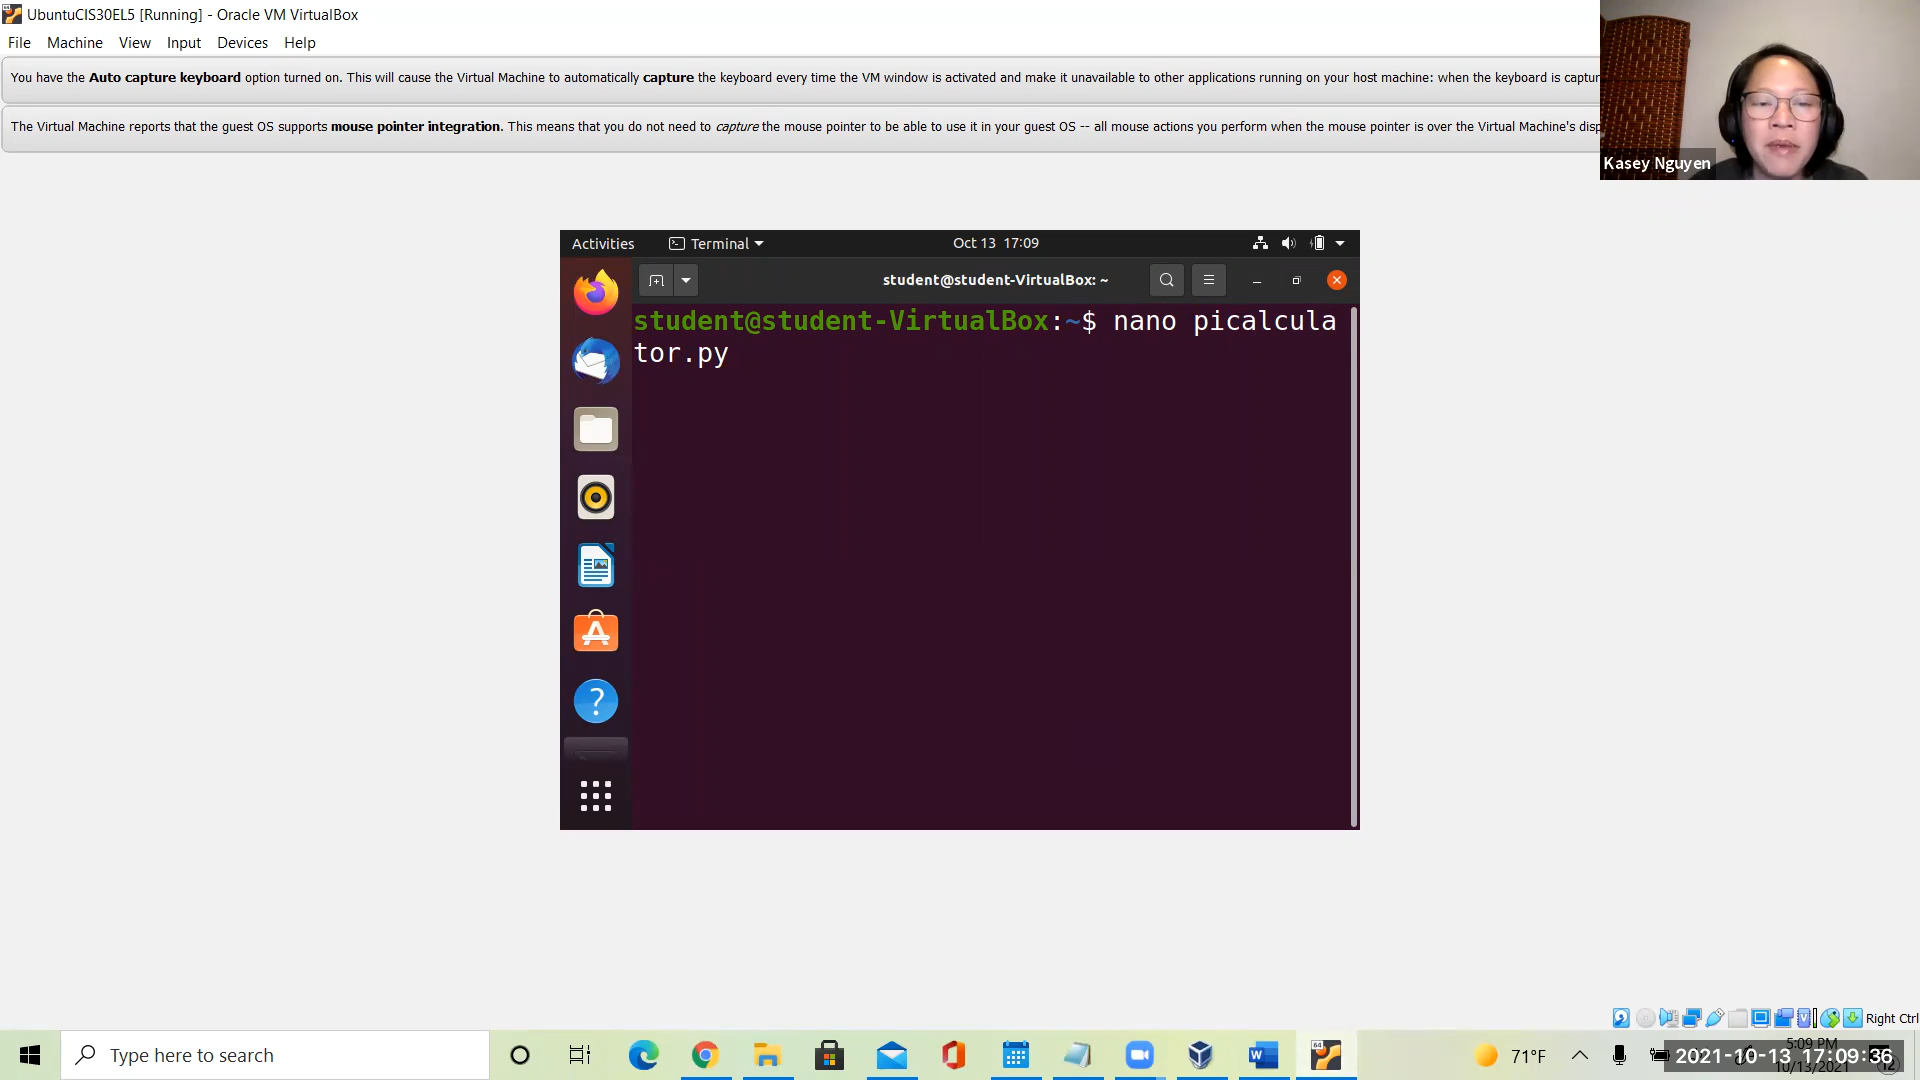 UbuntuCIS30EL5 [Running] - Oracle VM VirtualBox
File Machine View Input Devices Help
You have the Auto capture keyboard option turned on. This will cause the Virtual Machine to automatically capture the keyboard every time the VM window is activated and make it unavailable to other applications running on your host machine: when the keyboard is captur
The Virtual Machine reports that the guest OS supports mouse pointer integration. This means that you do not need to capture the mouse pointer to be able to use it in your guest OS -- all mouse actions you perform when the mouse pointer is over the Virtual Machine's disp
Kasey Nguyen
Activities Terminal Oct 13 17:09
student@student-VirtualBox: ~
student@student-VirtualBox:~$ nano picalcula
tor.py
Right Ctrl
Type here to search
71°F
5:09 PM
2021-10-13 17:09:36
10/13/2021
12